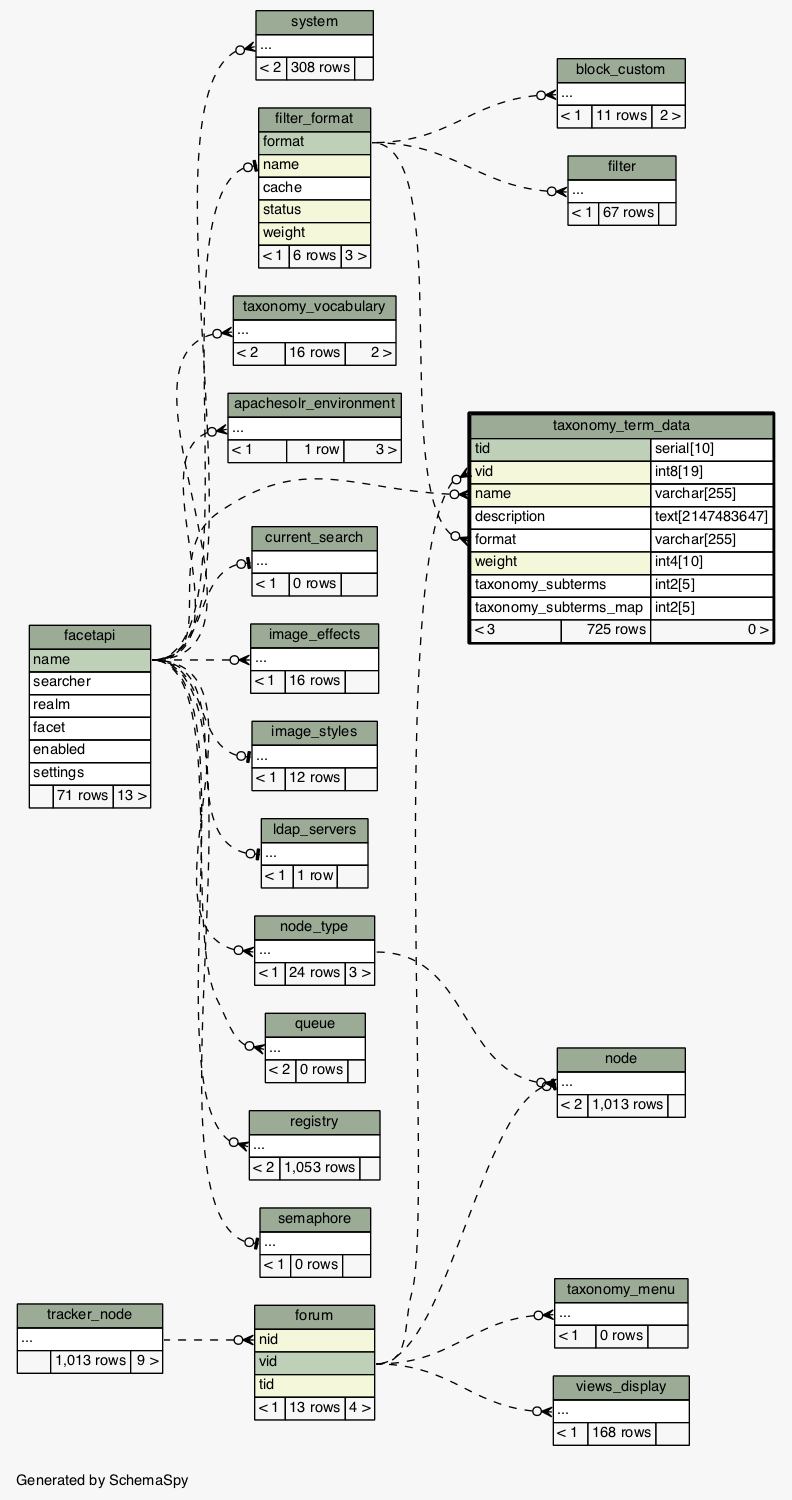 system
...
< 2 308 rows
filter_format
format
name
cache
status
weight
< 1 6 rows 3 >
block_custom
...
< 1 11 rows 2 >
filter
...
< 1 67 rows
taxonomy_vocabulary
...
< 2 16 rows 2 >
apachesolr_environment
...
< 1 1 row 3 >
taxonomy_term_data
tid serial[10]
vid int8[19]
name varchar[255]
description text[2147483647]
format varchar[255]
weight int4[10]
taxonomy_subterms int2[5]
taxonomy_subterms_map int2[5]
< 3 725 rows 0 >
current_search
...
< 1 0 rows
facetapi
name
searcher
realm
facet
enabled
settings
71 rows 13 >
image_effects
...
< 1 16 rows
image_styles
...
< 1 12 rows
ldap_servers
...
< 1 1 row
node_type
...
< 1 24 rows 3 >
queue
...
< 2 0 rows
node
...
< 2 1,013 rows
registry
...
< 2 1,053 rows
semaphore
...
< 1 0 rows
tracker_node
...
1,013 rows 9 >
forum
nid
vid
tid
< 1 13 rows 4 >
taxonomy_menu
...
< 1 0 rows
views_display
...
< 1 168 rows
Generated by SchemaSpy